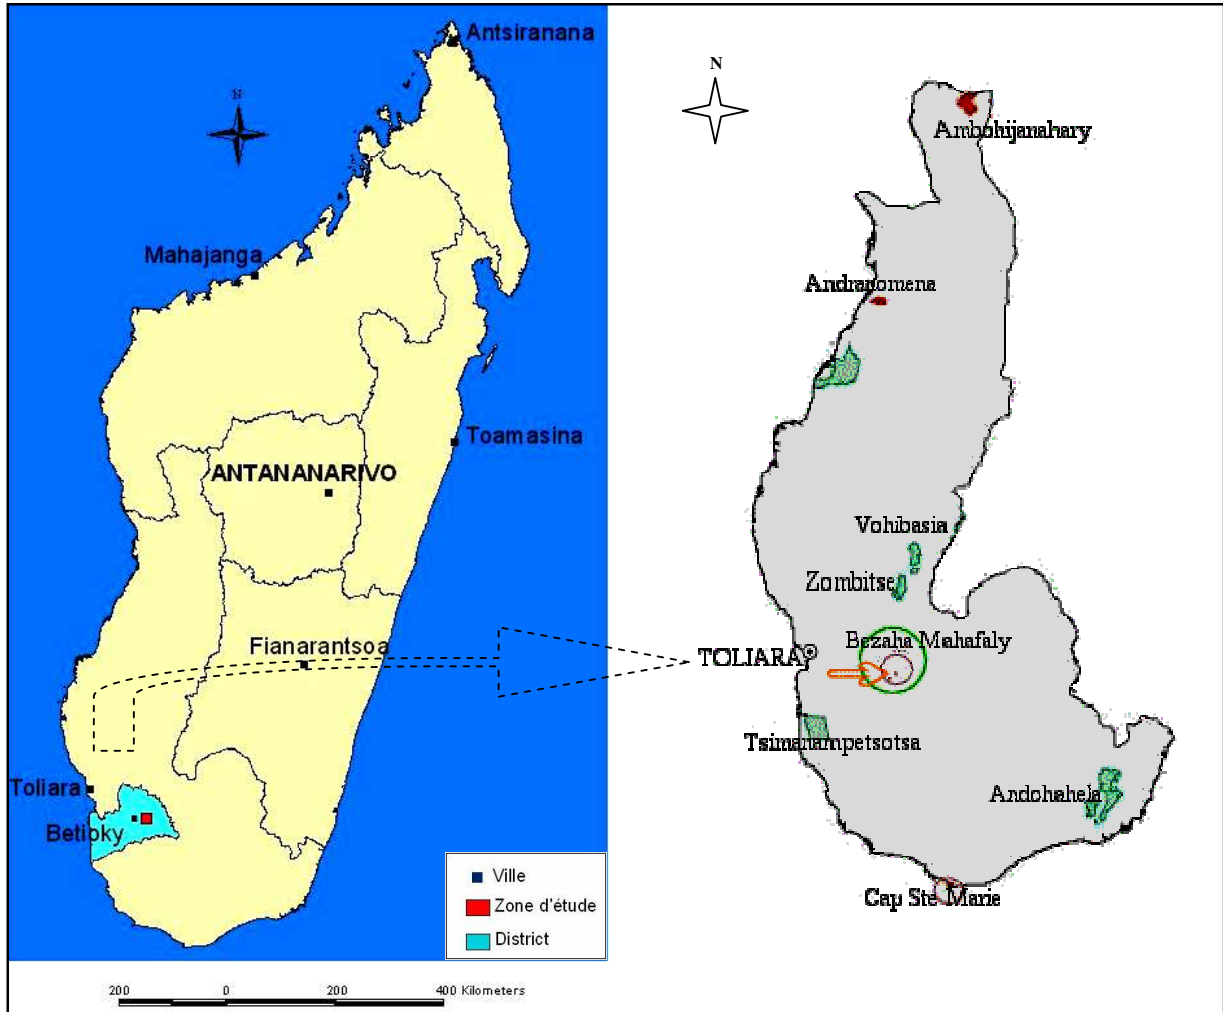 Antsiranana
N
Mahajanga
Toamasina
ANTANANARIVO
Fianarantsoa
Toliara
Betioky
Ville
Zone d'étude
District
200 0 200 400 Kilometers
N
Ambohijanahary
Andranomena
Vohibasia
Zombitse
Bezaha Mahafaly
TOLIARA
Tsimanampetsotsa
Andohahela
Cap Ste Marie